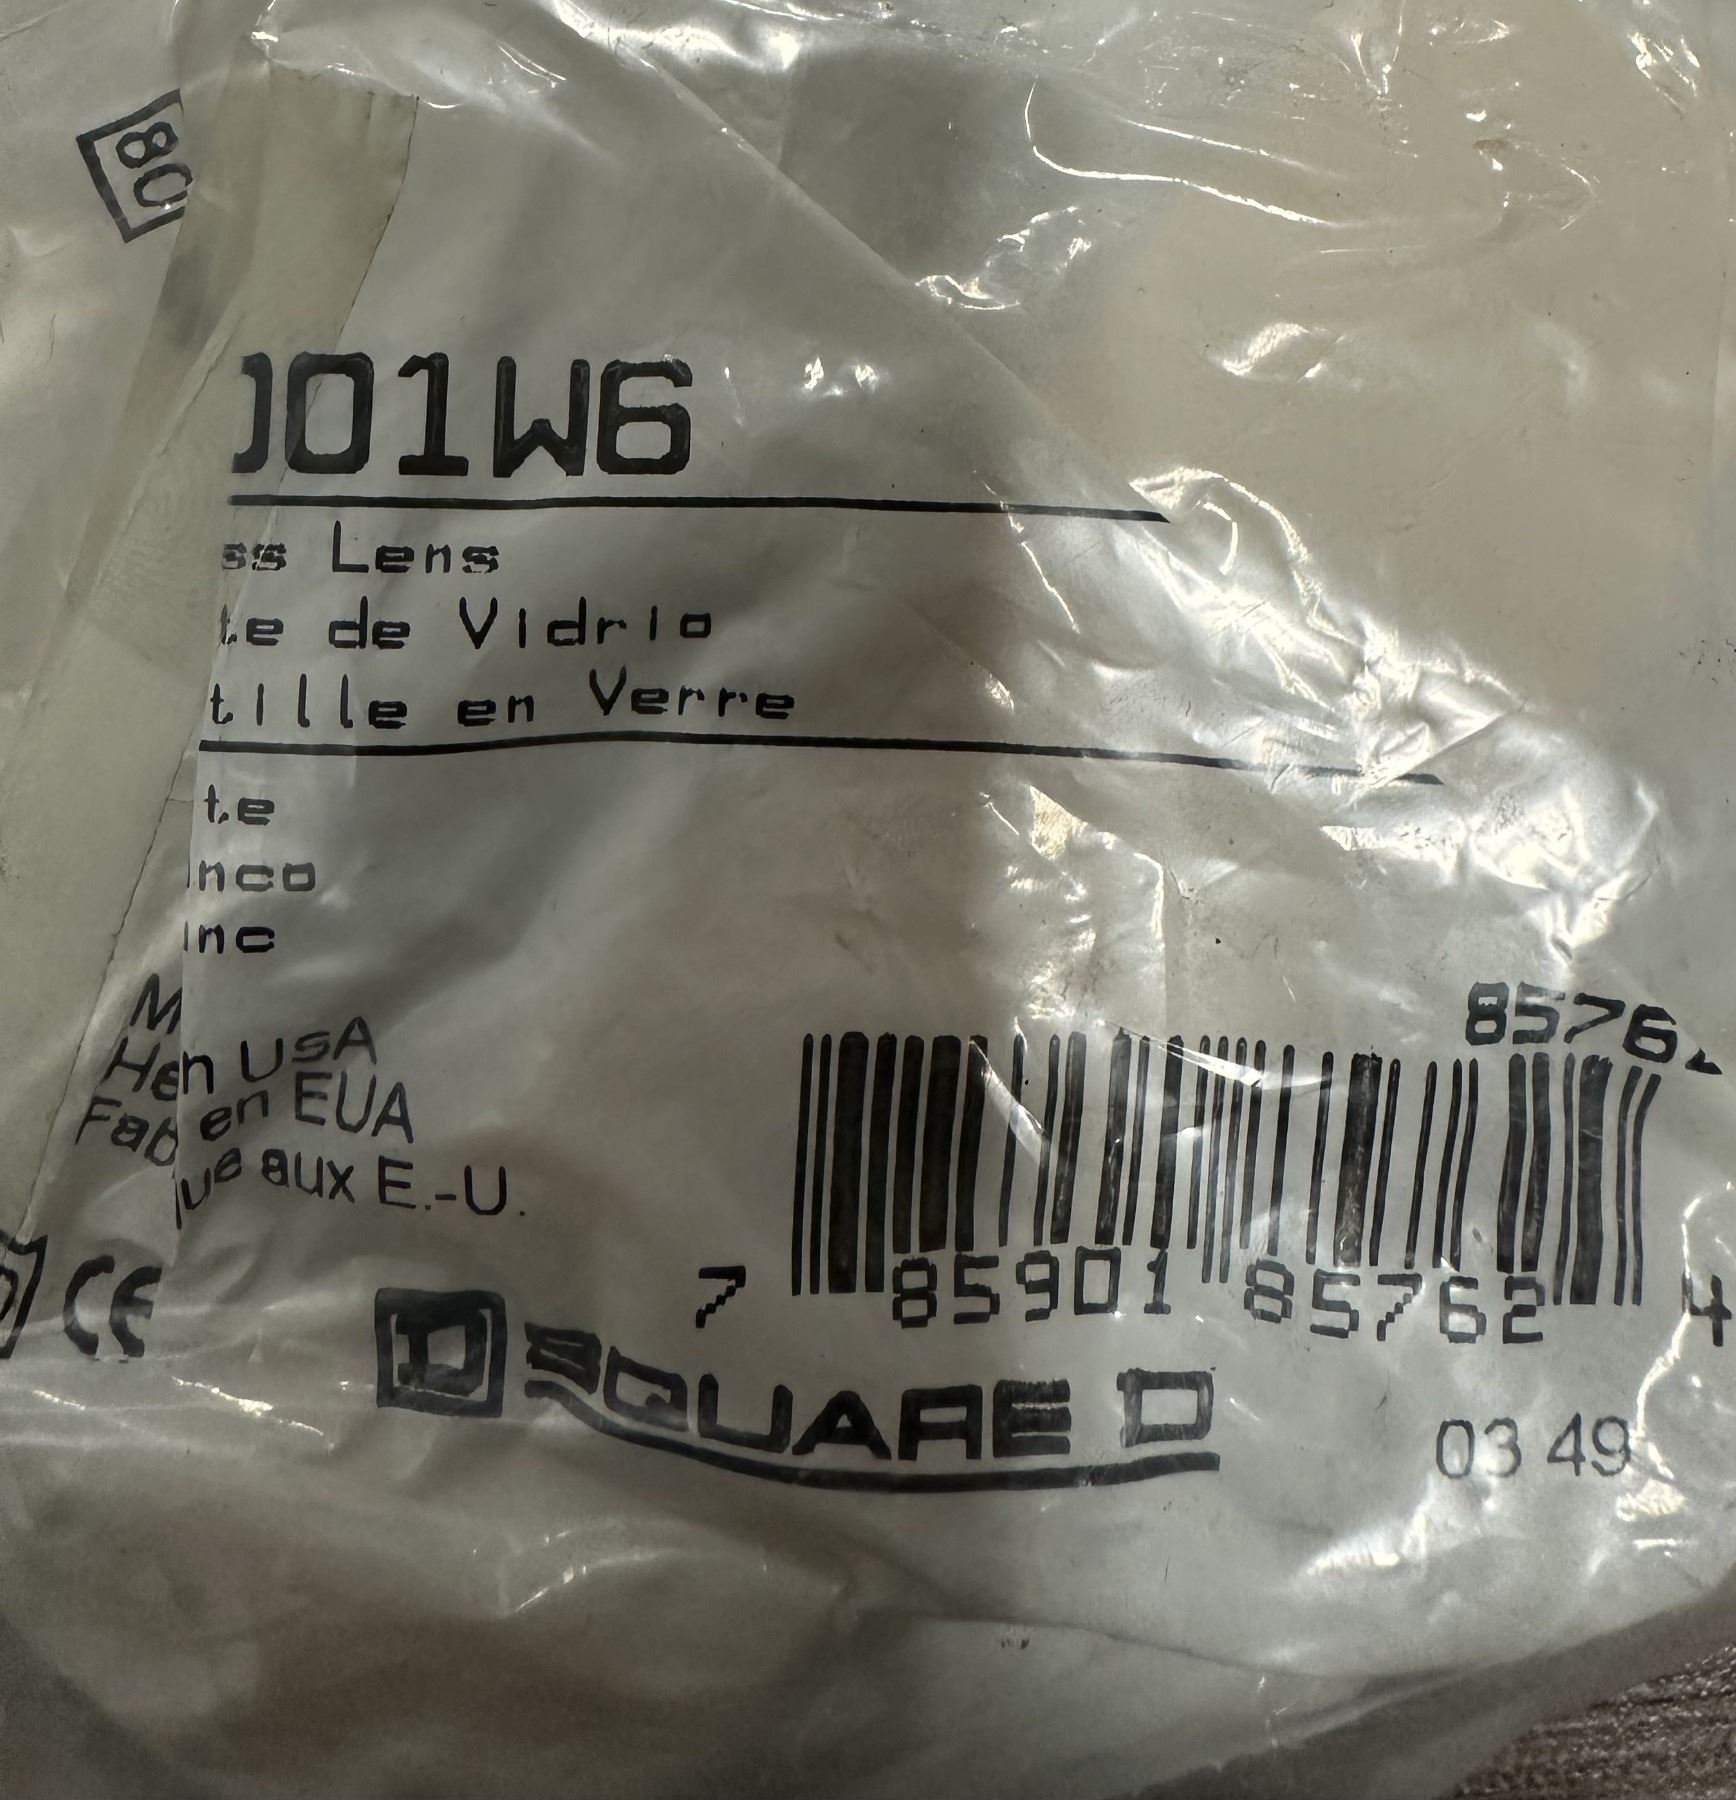 80
001W6
ss Lens
te de Vidrio
tille en Verre
te
nco
nc
M
Hen USA
Fab en EUA
ue aux E.-U.
85762
7 85901 85762 4
CE
D SQUARE D
03 49